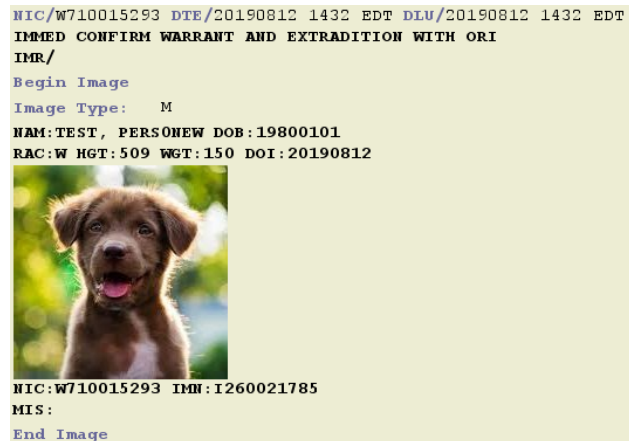 NIC/W710015293 DTE/20190812 1432 EDT DLU/20190812 1432 EDT
IMMED CONFIRM WARRANT AND EXTRADITION WITH ORI
IMR/
Begin Image
Image Type: M
NAM:TEST, PERSONEW DOB:19800101
RAC:W HGT:509 WGT:150 DOI:20190812
NIC:W710015293 IMN:I260021785
MIS:
End Image